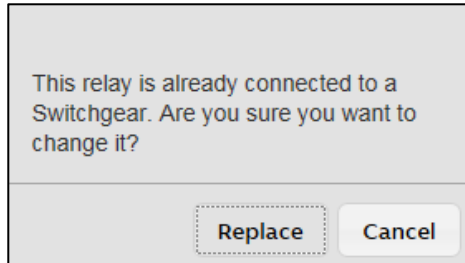 This relay is already connected to a
Switchgear. Are you sure you want to
change it?
Replace Cancel